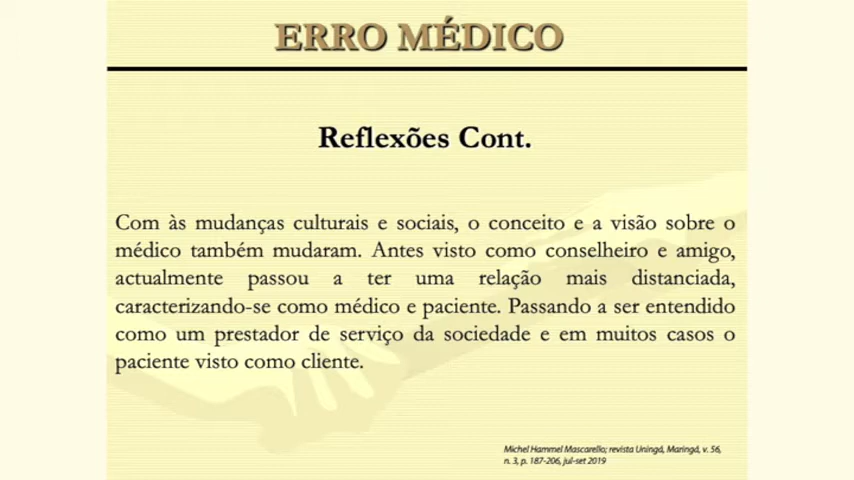 ERRO MÉDICO
Reflexões Cont.
Com às mudanças culturais e sociais, o conceito e a visão sobre o
médico também mudaram. Antes visto como conselheiro e amigo,
actualmente passou a ter uma relação mais distanciada,
caracterizando-se como médico e paciente. Passando a ser entendido
como um prestador de serviço da sociedade e em muitos casos o
paciente visto como cliente.
Michel Hammel Mascarello; revista Uningá, Maringá, v. 56,
n. 3, p. 187-206, jul-set 2019